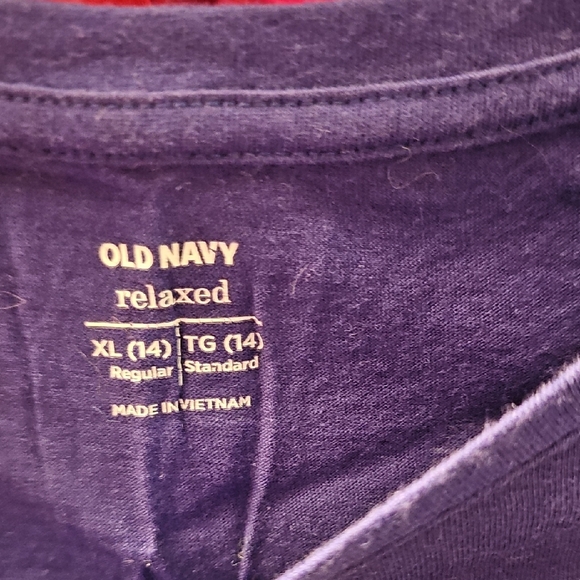 OLD NAVY
relaxed
XL (14) TG (14)
Regular Standard
MADE IN VIETNAM